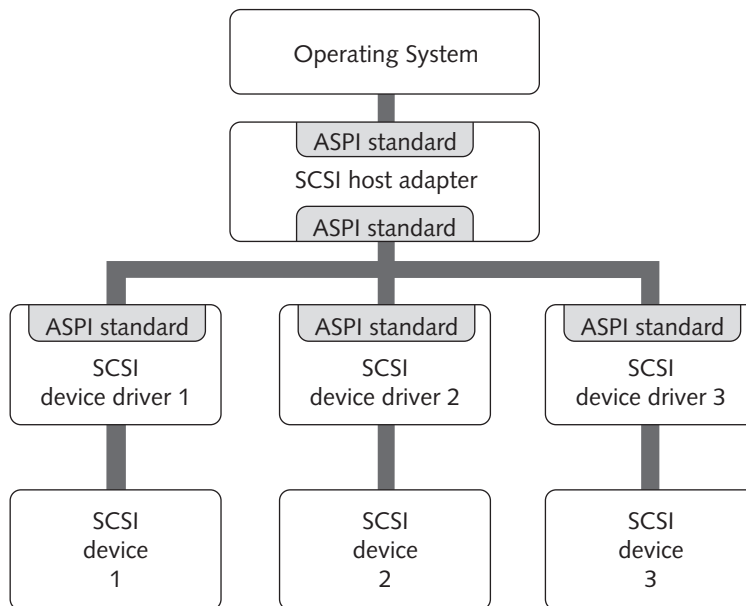 Operating System
ASPI standard
SCSI host adapter
ASPI standard
ASPI standard
SCSI
device driver 1
ASPI standard
SCSI
device driver 2
ASPI standard
SCSI
device driver 3
SCSI
device
1
SCSI
device
2
SCSI
device
3